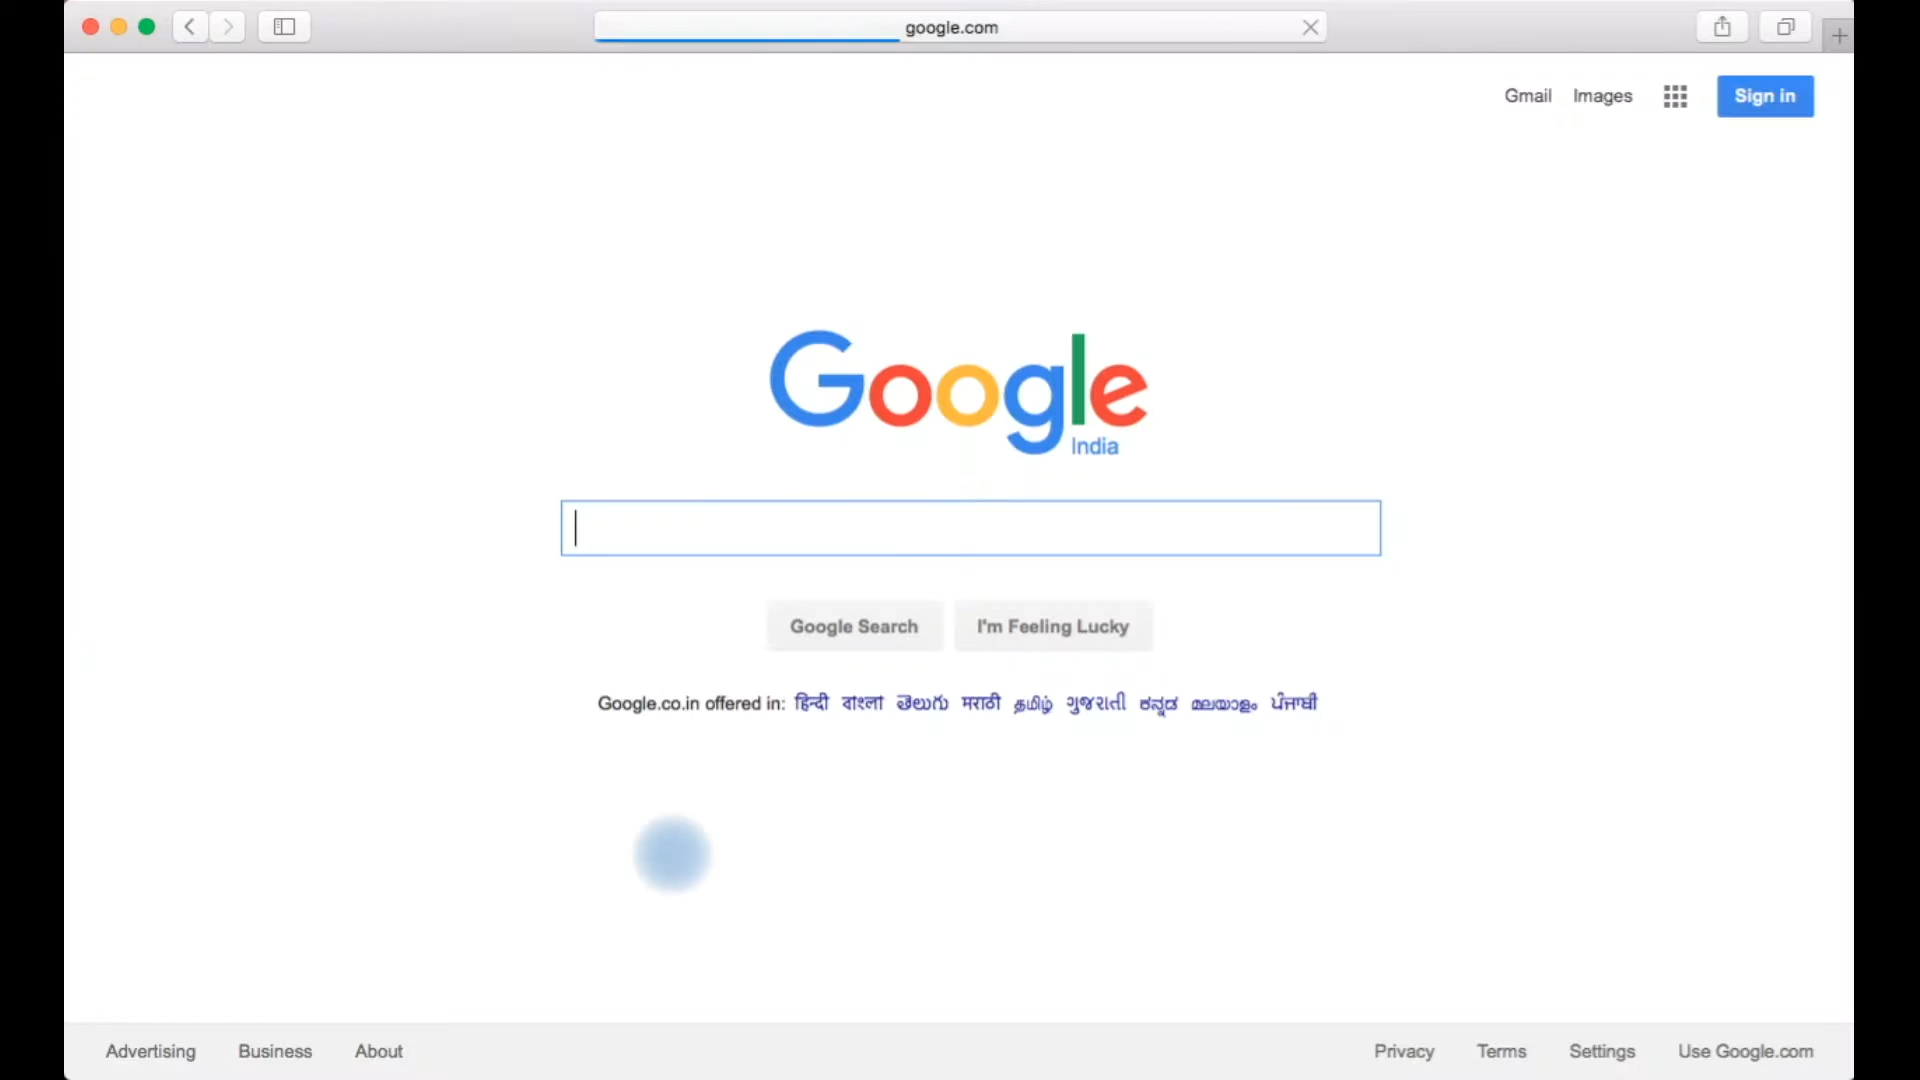 google.com
Gmail Images Sign in
Google
India
Google Search I'm Feeling Lucky
Google.co.in offered in: हिन्दी বাংলা తెలుగు मराठी தமிழ் ગુજરાતી ಕನ್ನಡ മലയാളം ਪੰਜਾਬੀ
Advertising Business About Privacy Terms Settings Use Google.com